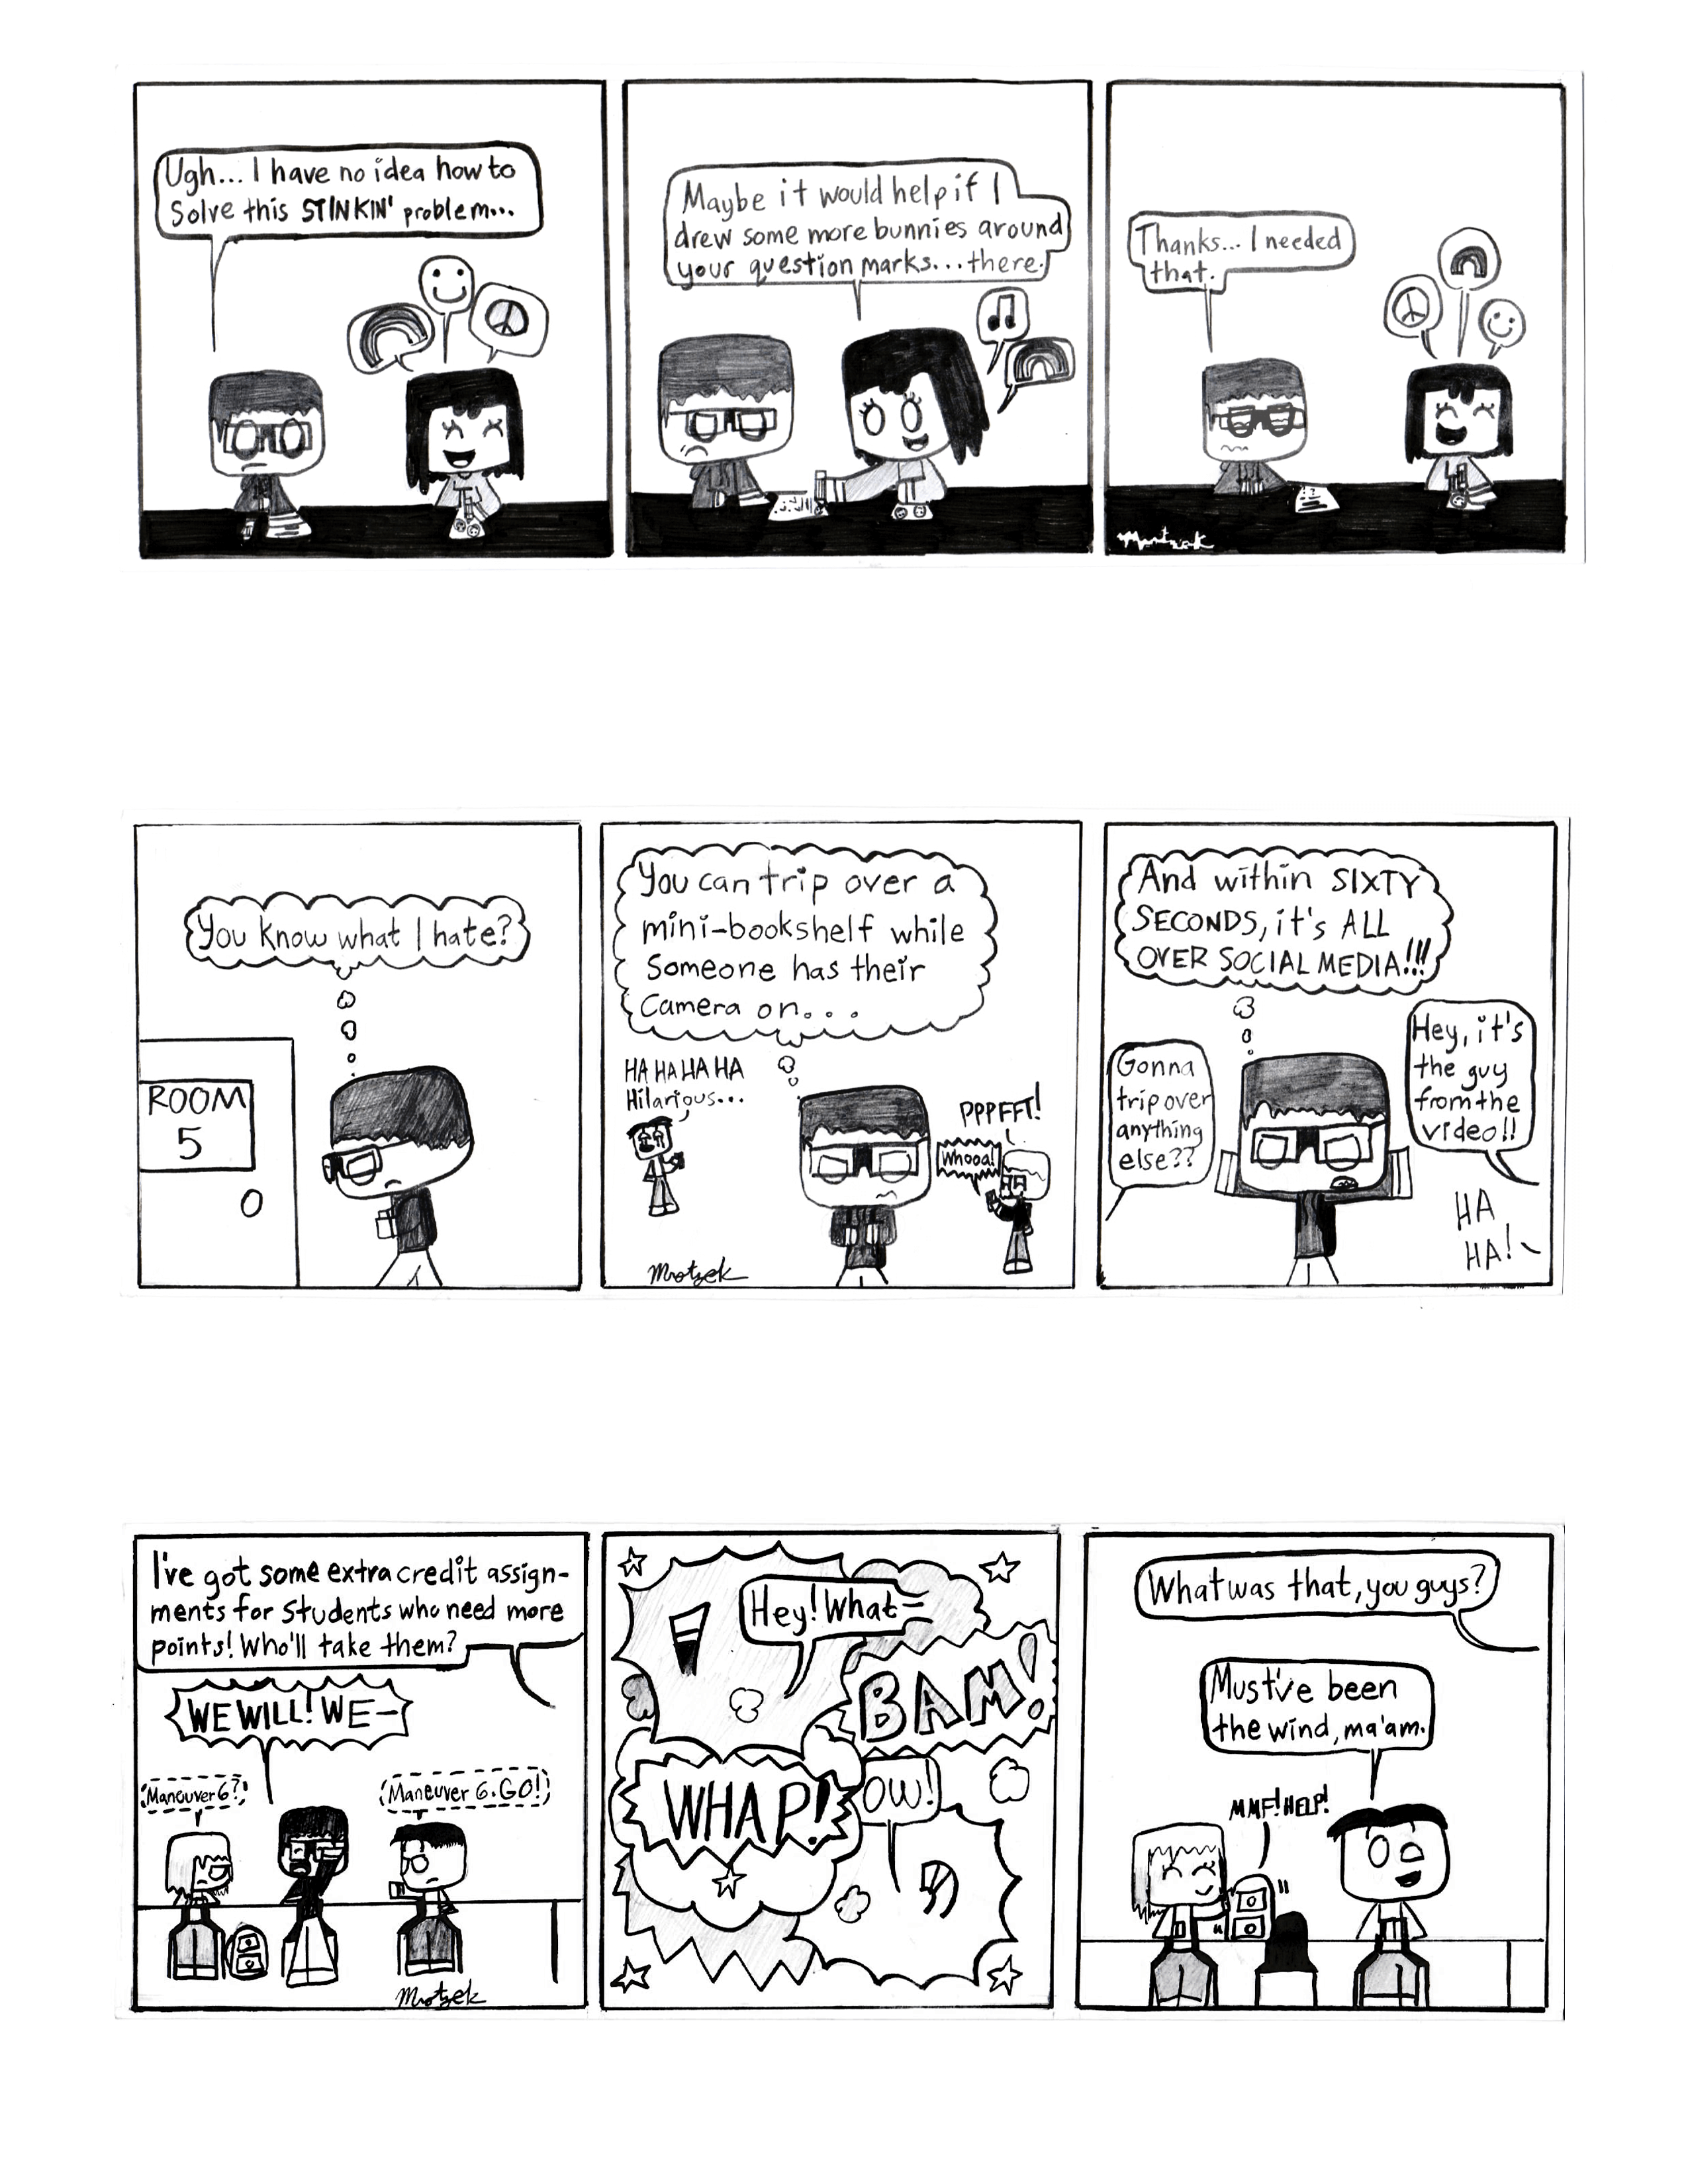 Ugh... I have no idea how to
Solve this STINKIN' problem...
Maybe it would help if I
drew some more bunnies around
your question marks...there.
Thanks... I needed
that.
Mrotzek
You know what I hate?
ROOM
5
You can trip over a
mini-bookshelf while
Someone has their
Camera on...
HA HA HA HA
Hilarious...
PPPFFT!
Whooa!
Mrotzek
And within SIXTY
SECONDS, it's ALL
OVER SOCIAL MEDIA!!!
Gonna
trip over
anything
else??
Hey, it's
the guy
from the
video!!
HA
HA!
I've got some extra credit assign-
ments for Students who need more
points! Who'll take them?
WE WILL! WE-
Maneuver 6?
Maneuver 6. GO!
Mrotzek
Hey! What-
BAM!
WHAP!
OW!
What was that, you guys?
Must've been
the wind, ma'am.
MMF! HELP!